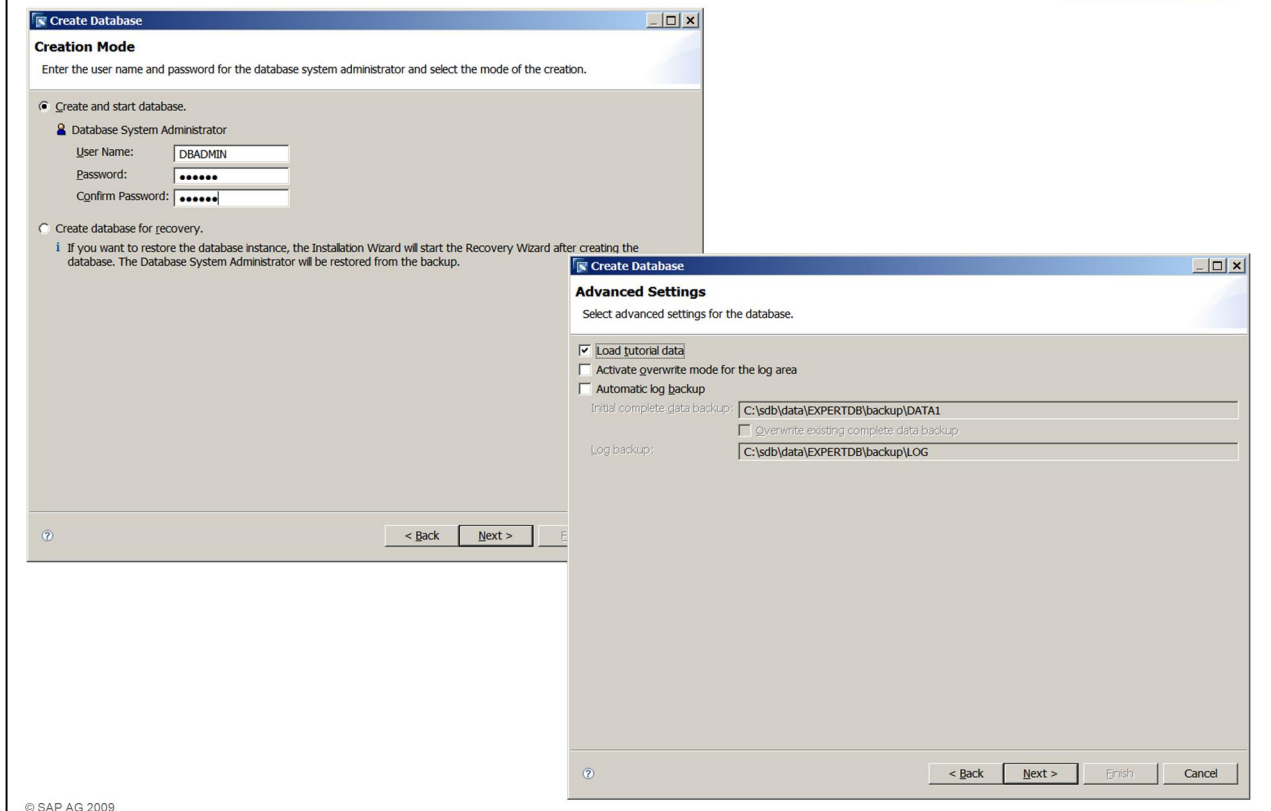 Create Database
Creation Mode
Enter the user name and password for the database system administrator and select the mode of the creation.
Create and start database.
Database System Administrator
User Name: DBADMIN
Password: ●●●●●●
Confirm Password: ●●●●●●
Create database for recovery.
i If you want to restore the database instance, the Installation Wizard will start the Recovery Wizard after creating the
database. The Database System Administrator will be restored from the backup.
< Back Next > F
Create Database
Advanced Settings
Select advanced settings for the database.
Load tutorial data
Activate overwrite mode for the log area
Automatic log backup
Initial complete data backup: C:\sdb\data\EXPERTDB\backup\DATA1
Overwrite existing complete data backup
Log backup: C:\sdb\data\EXPERTDB\backup\LOG
< Back Next > Finish Cancel
© SAP AG 2009